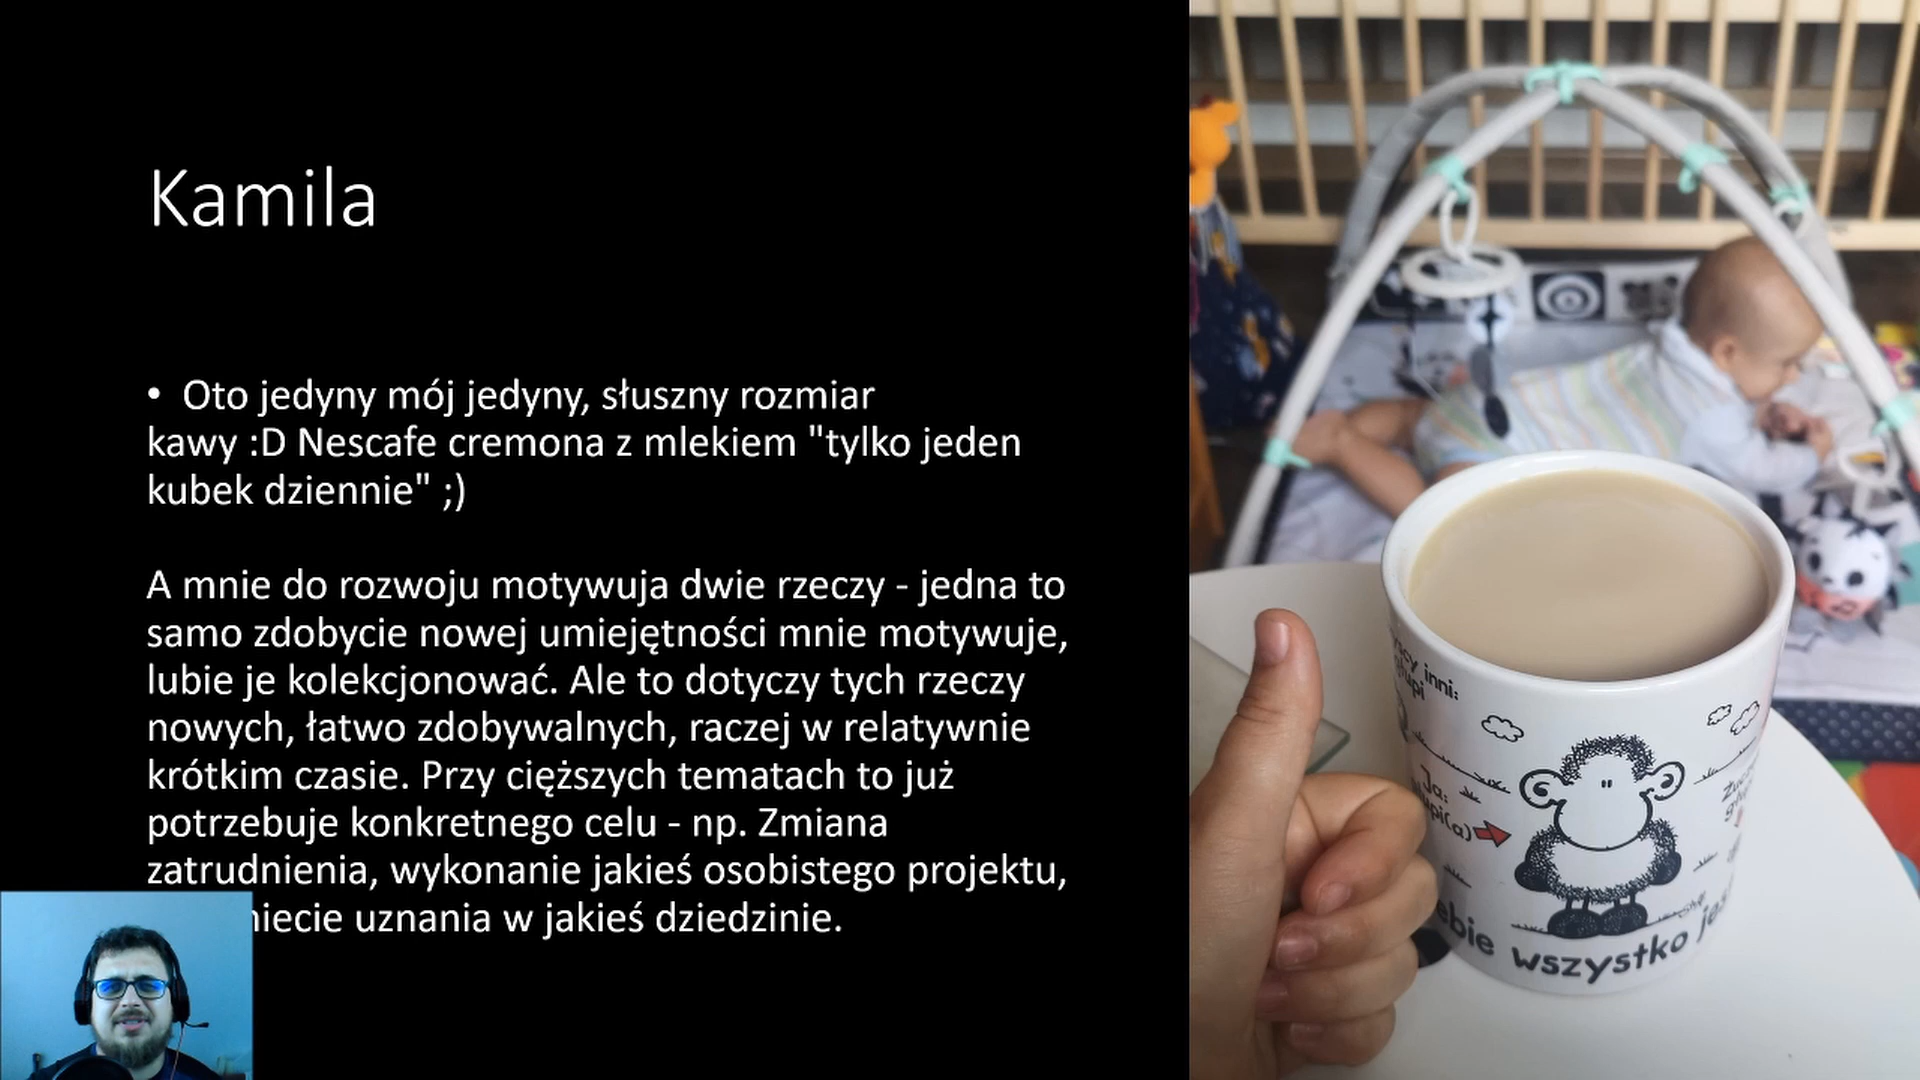 Kamila
• Oto jedyny mój jedyny, słuszny rozmiar
kawy :D Nescafe cremona z mlekiem "tylko jeden
kubek dziennie" ;)
A mnie do rozwoju motywuja dwie rzeczy - jedna to
samo zdobycie nowej umiejętności mnie motywuje,
lubie je kolekcjonować. Ale to dotyczy tych rzeczy
nowych, łatwo zdobywalnych, raczej w relatywnie
krótkim czasie. Przy cięższych tematach to już
potrzebuje konkretnego celu - np. Zmiana
zatrudnienia, wykonanie jakieś osobistego projektu,
uznania w jakieś dziedzinie.
inni:
Ja:
wszystko